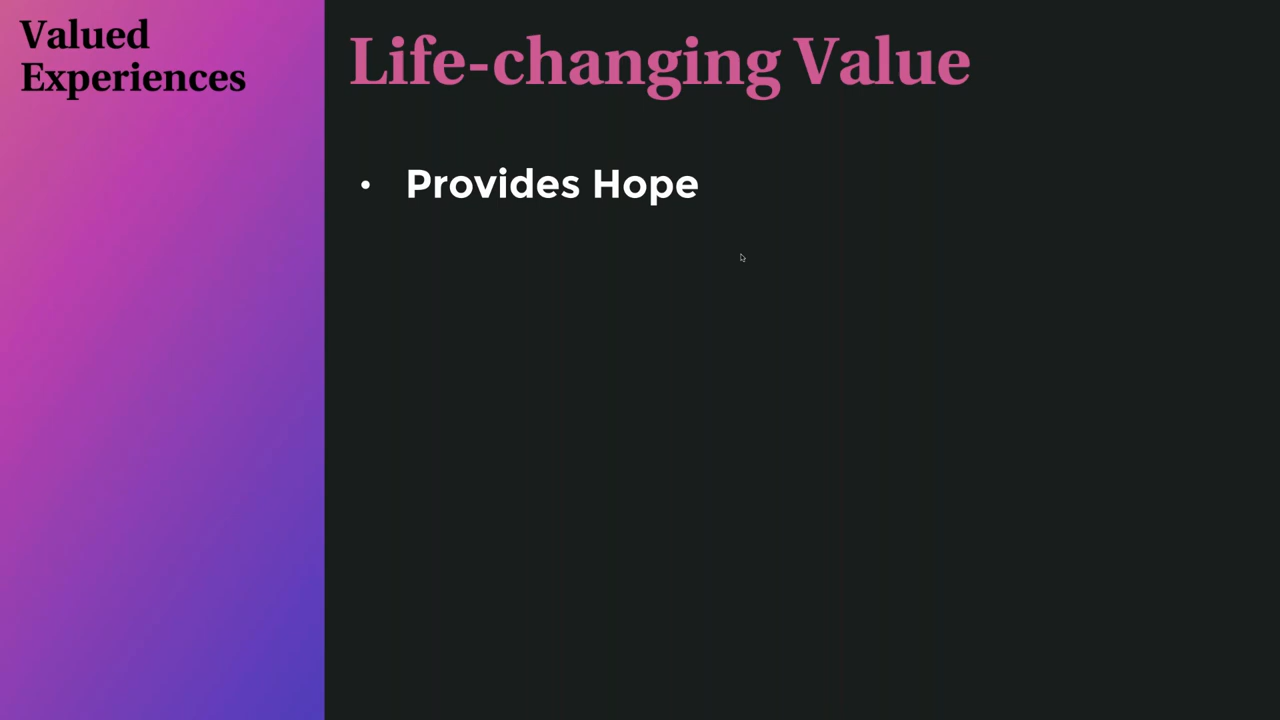 Valued
Experiences
Life-changing Value
• Provides Hope